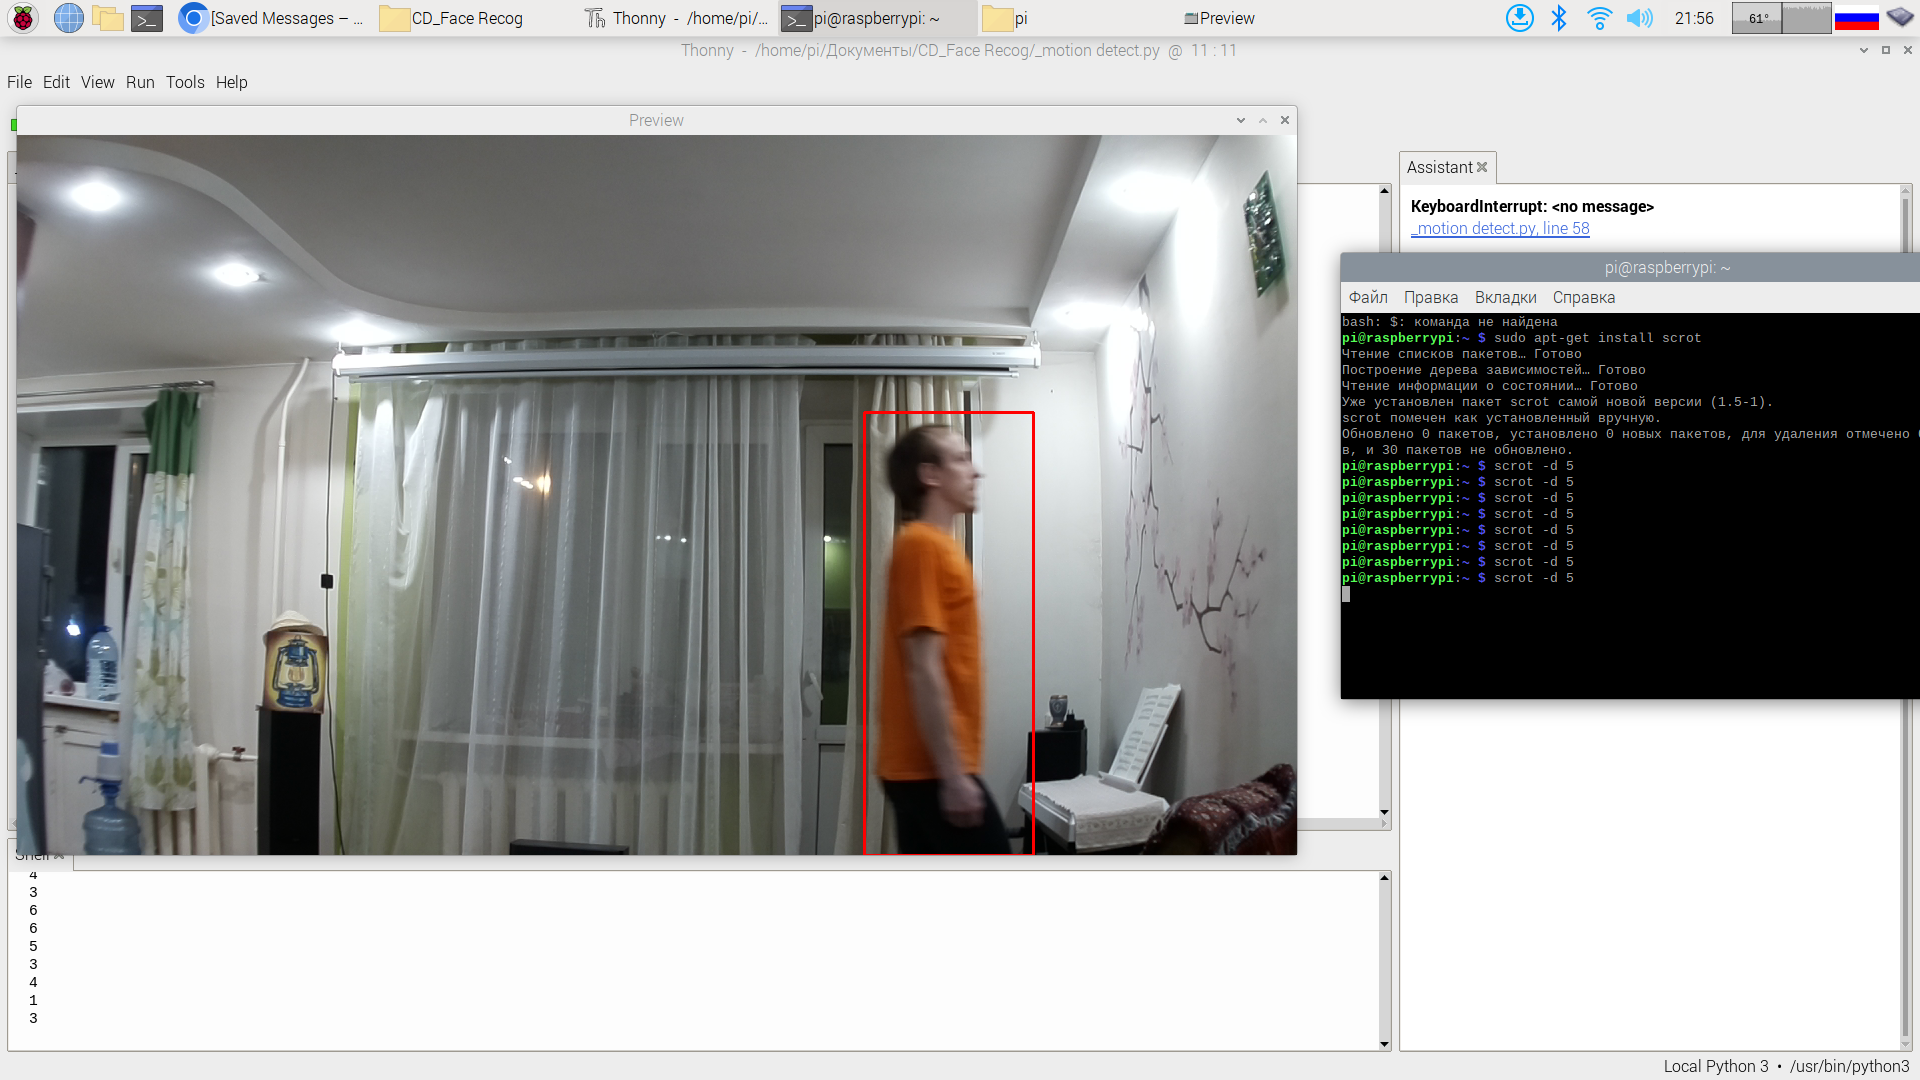 [Saved Messages – ...
CD_Face Recog
Thonny - /home/pi/...
pi@raspberrypi: ~
pi
Preview
21:56
61°
Thonny - /home/pi/Документы/CD_Face Recog/_motion detect.py @ 11 : 11
File Edit View Run Tools Help
Preview
Assistant
KeyboardInterrupt: <no message>
_motion detect.py, line 58
pi@raspberrypi: ~
Файл Правка Вкладки Справка
bash: $: команда не найдена
pi@raspberrypi:~ $ sudo apt-get install scrot
Чтение списков пакетов… Готово
Построение дерева зависимостей… Готово
Чтение информации о состоянии… Готово
Уже установлен пакет scrot самой новой версии (1.5-1).
scrot помечен как установленный вручную.
Обновлено 0 пакетов, установлено 0 новых пакетов, для удаления отмечено
в, и 30 пакетов не обновлено.
pi@raspberrypi:~ $ scrot -d 5
pi@raspberrypi:~ $ scrot -d 5
pi@raspberrypi:~ $ scrot -d 5
pi@raspberrypi:~ $ scrot -d 5
pi@raspberrypi:~ $ scrot -d 5
pi@raspberrypi:~ $ scrot -d 5
pi@raspberrypi:~ $ scrot -d 5
pi@raspberrypi:~ $ scrot -d 5
Shell
4
3
6
6
5
3
4
1
3
Local Python 3 • /usr/bin/python3